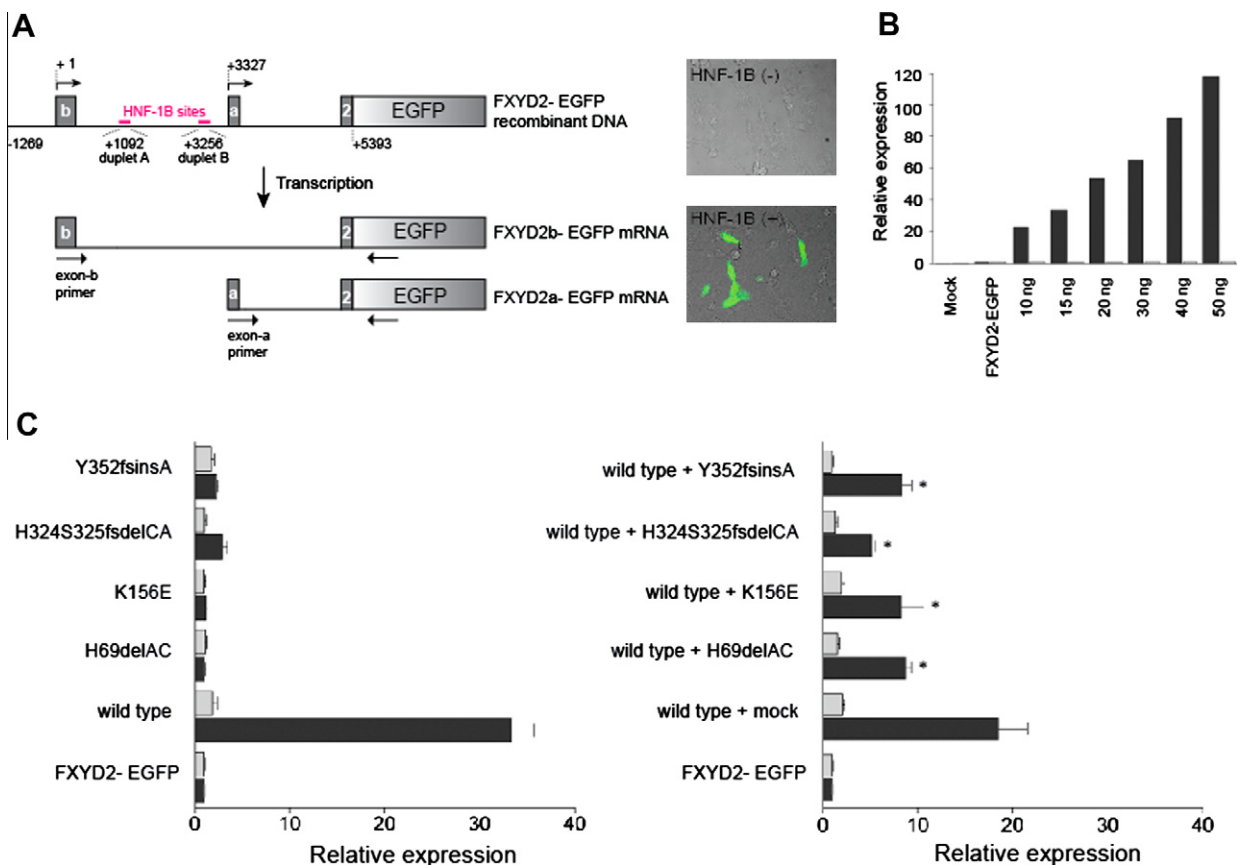 A
+ 1
+3327
HNF-1B sites
b
a
2
EGFP
FXYD2- EGFP
recombinant DNA
-1269
+1092
duplet A
+3256
duplet B
+5393
Transcription
b
2
EGFP
FXYD2b- EGFP mRNA
exon-b
primer
a
2
EGFP
FXYD2a- EGFP mRNA
exon-a
primer
HNF-1B (-)
HNF-1B (+)
B
Relative expression
120
100
80
60
40
20
0
Mock
FXYD2-EGFP
10 ng
15 ng
20 ng
30 ng
40 ng
50 ng
C
Y352fsinsA
H324S325fsdelCA
K156E
H69delAC
wild type
FXYD2- EGFP
0
10
20
30
40
Relative expression
wild type + Y352fsinsA
*
wild type + H324S325fsdelCA
*
wild type + K156E
*
wild type + H69delAC
*
wild type + mock
FXYD2- EGFP
0
10
20
30
40
Relative expression